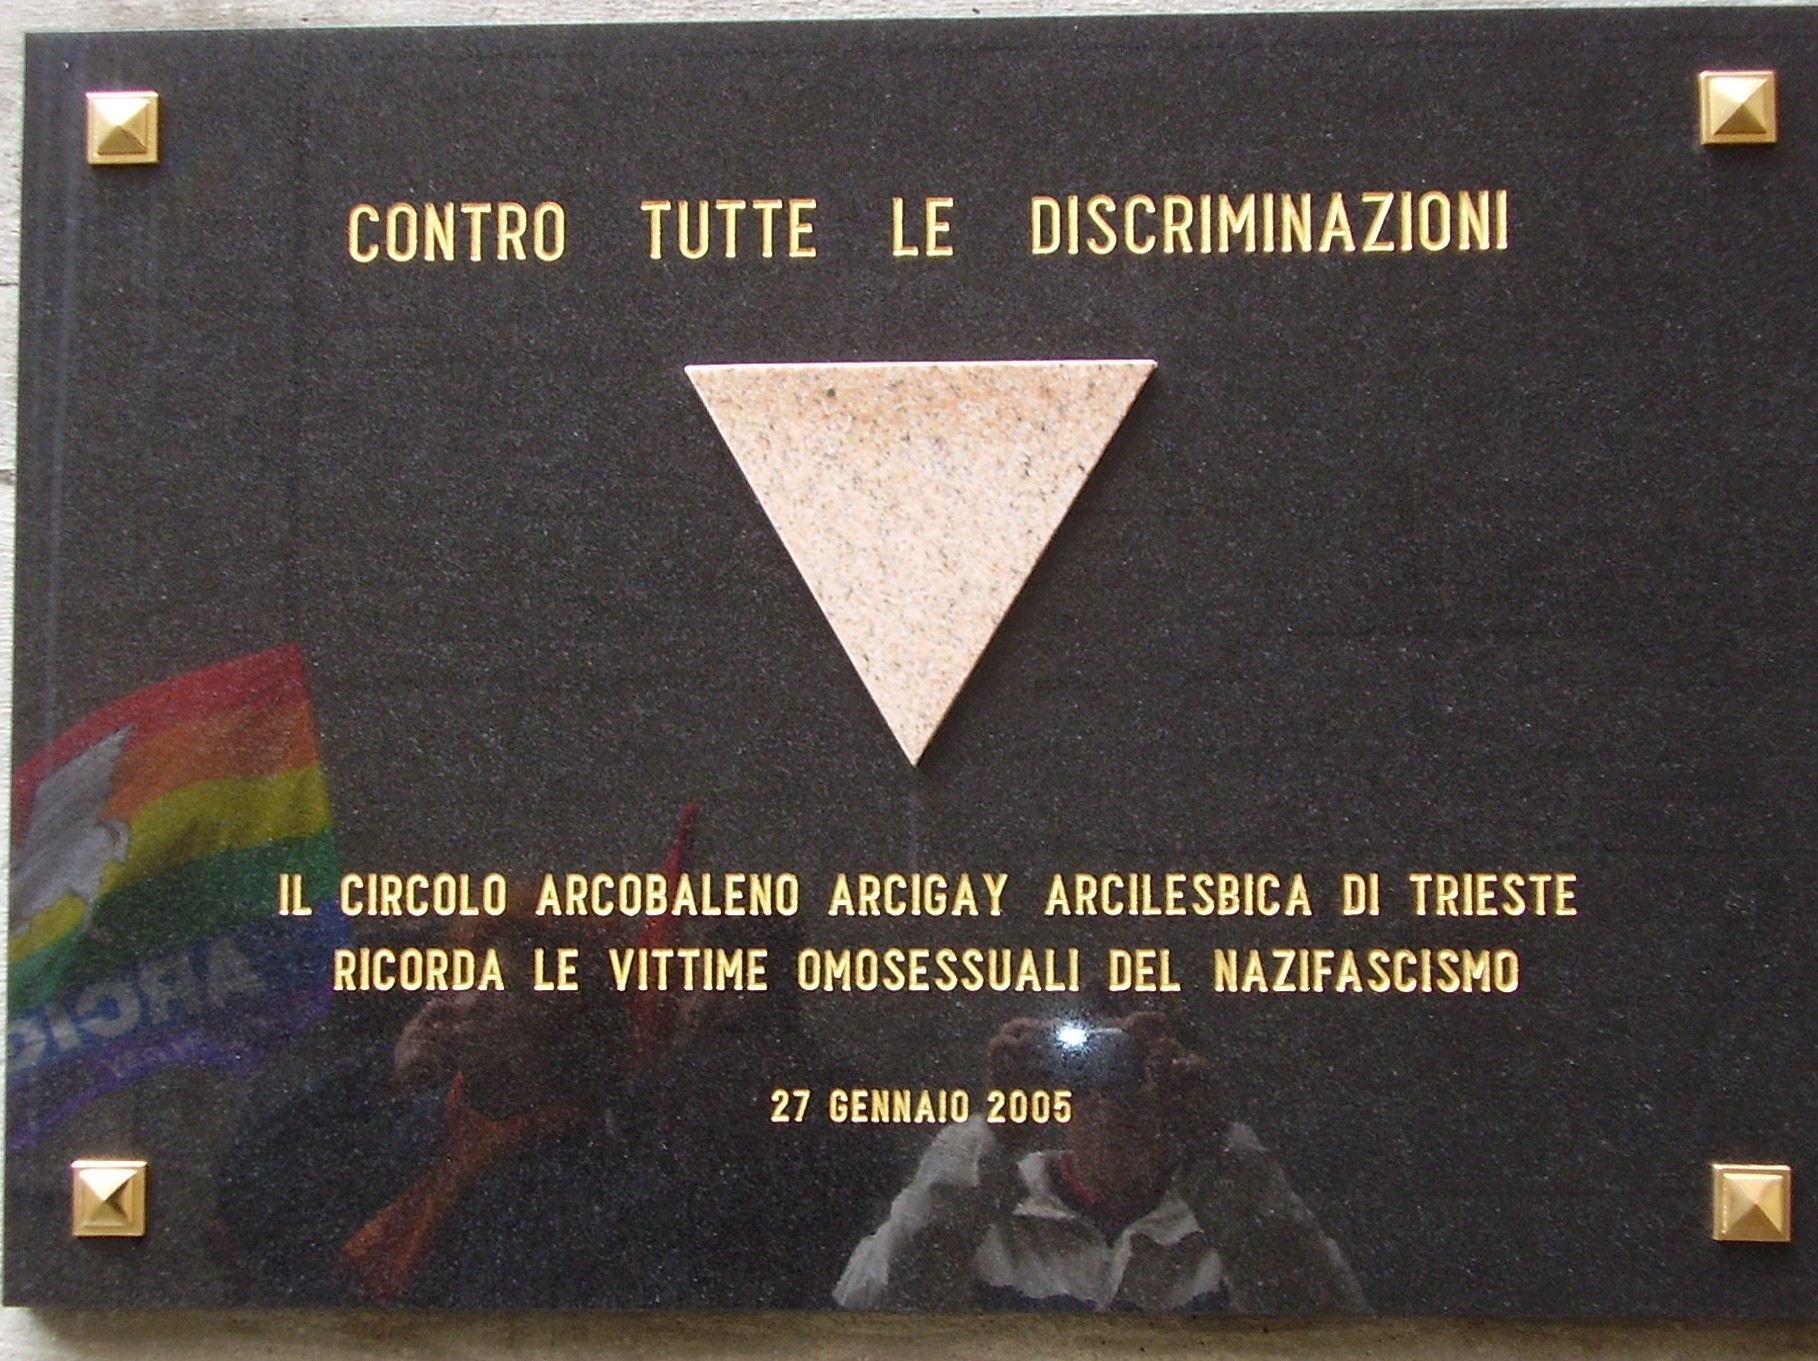 CONTRO TUTTE LE DISCRIMINAZIONI
IL CIRCOLO ARCOBALENO ARCIGAY ARCILESBICA DI TRIESTE
RICORDA LE VITTIME OMOSESSUALI DEL NAZIFASCISMO
27 GENNAIO 2005